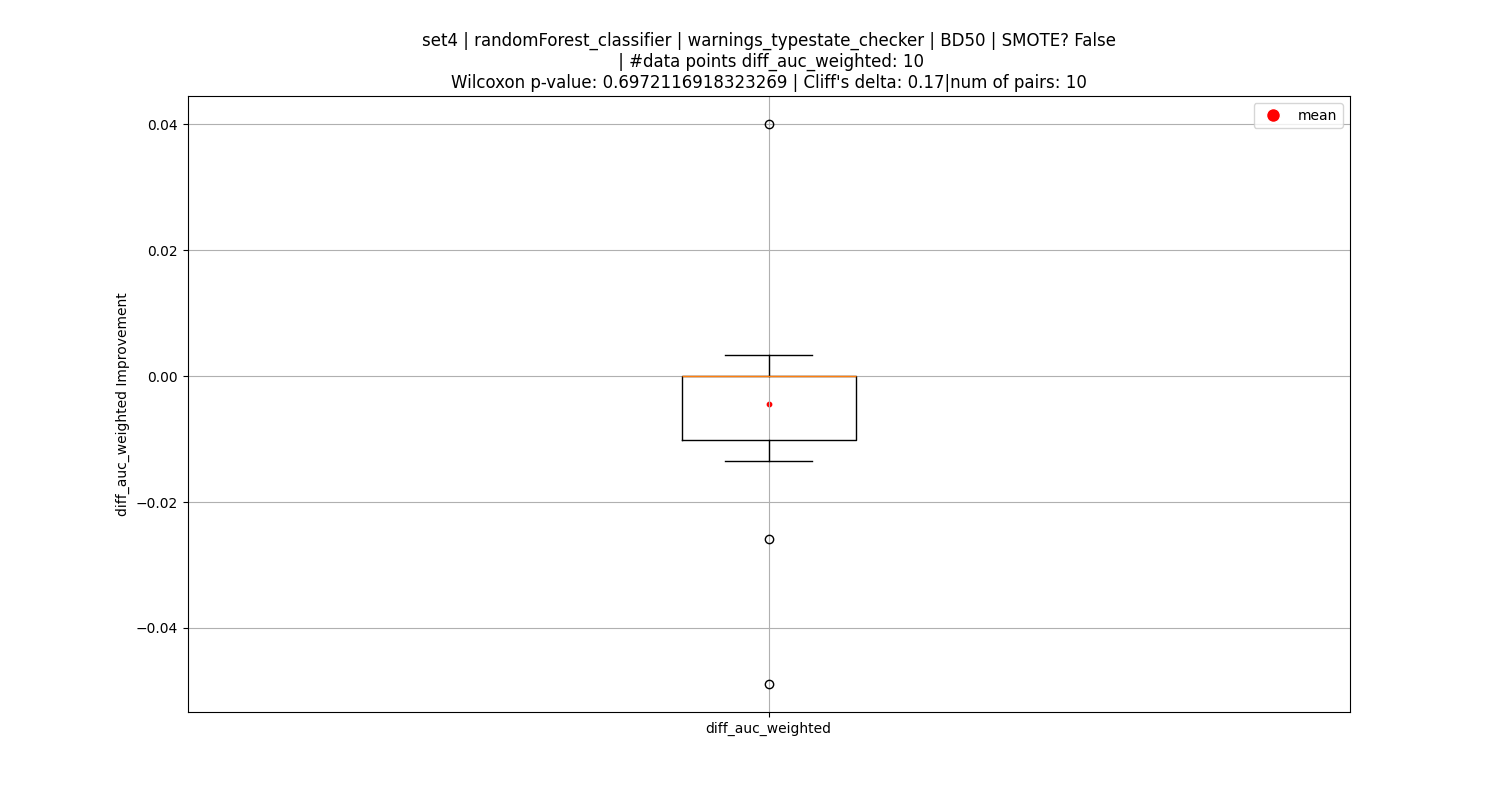 set4 | randomForest_classifier | warnings_typestate_checker | BD50 | SMOTE? False
| #data points diff_auc_weighted: 10
Wilcoxon p-value: 0.6972116918323269 | Cliff's delta: 0.17|num of pairs: 10
mean
0.04
0.02
0.00
−0.02
−0.04
diff_auc_weighted Improvement
diff_auc_weighted